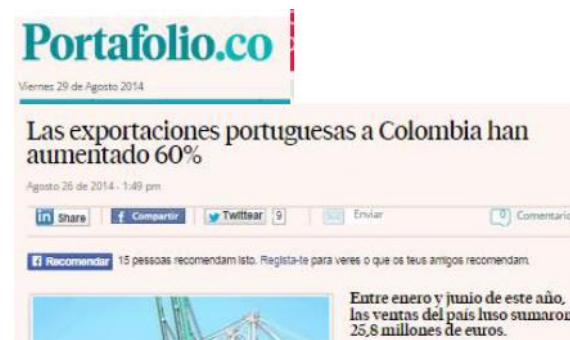 Portafolio.co
Viernes 29 de Agosto 2014
Las exportaciones portuguesas a Colombia han
aumentado 60%
Agosto 26 de 2014 - 1:49 pm
in Share
f Compartir
Twittear 9
Enviar
0 Comentario
f Recomendar 15 pessoas recomendam isto. Regista-te para veres o que os teus amigos recomendam.
Entre enero y junio de este año,
las ventas del país luso sumaron
25,8 millones de euros.